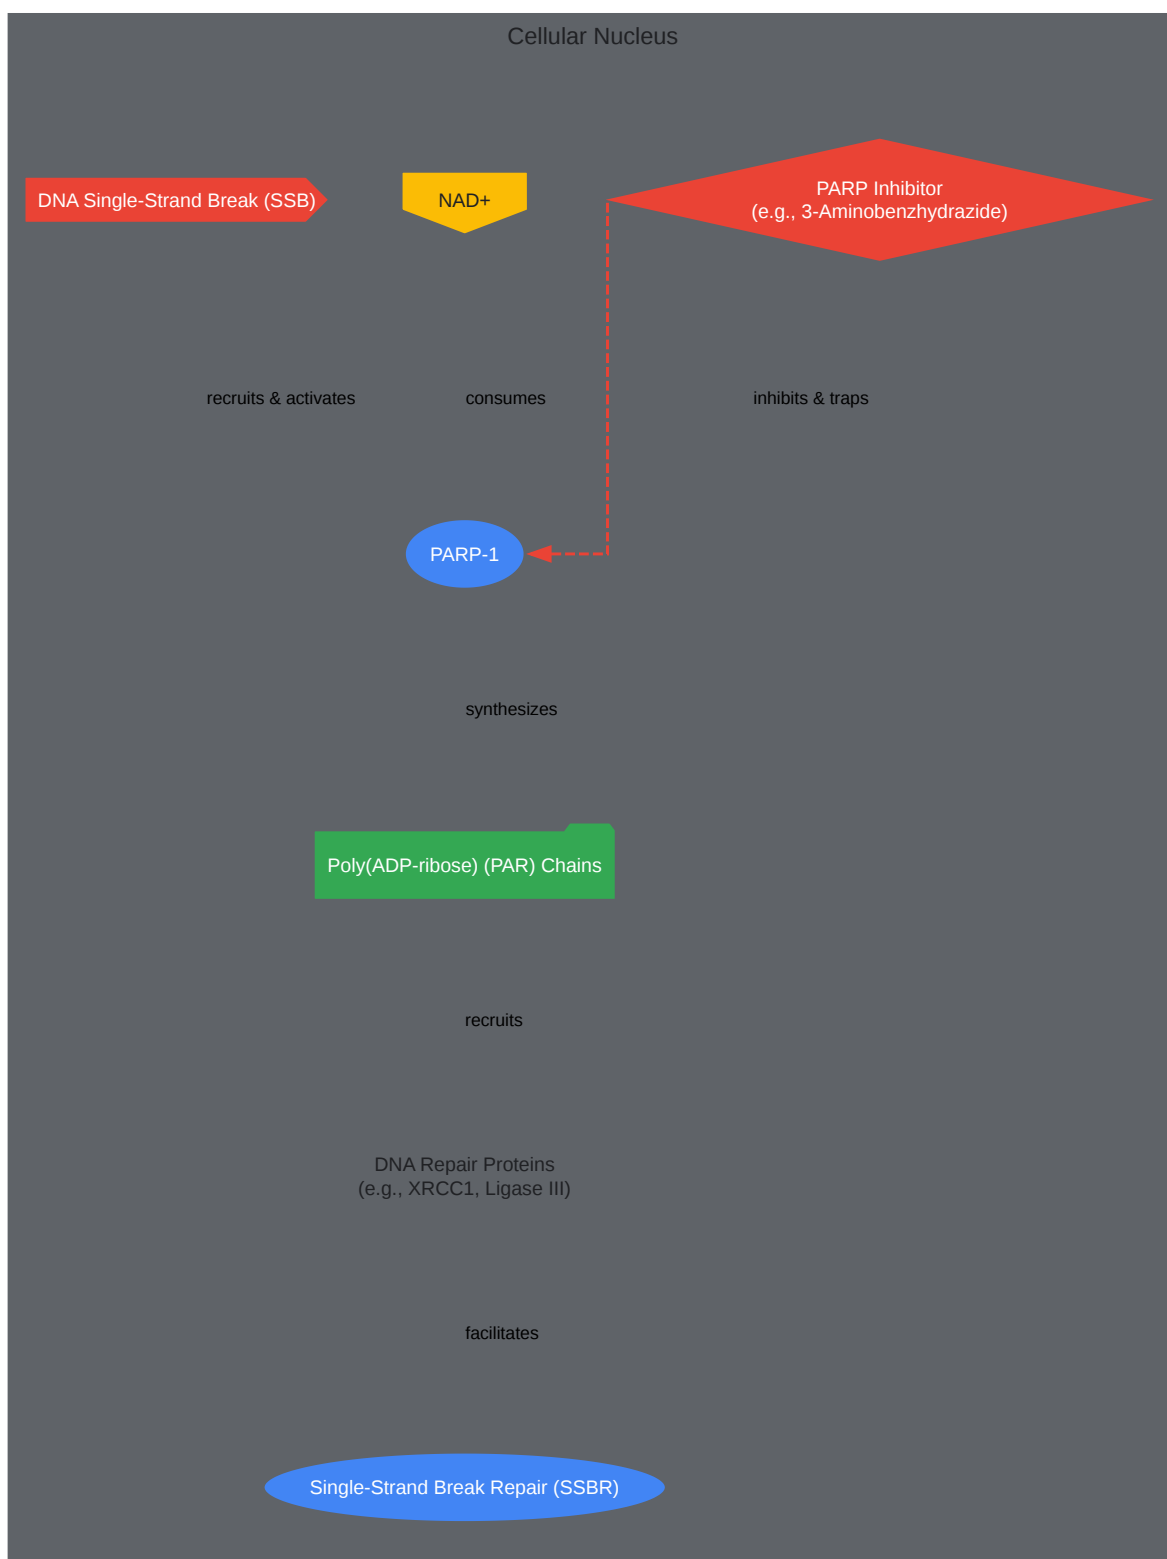 Cellular Nucleus
DNA Single-Strand Break (SSB)
NAD+
PARP Inhibitor
(e.g., 3-Aminobenzhydrazide)
recruits & activates
consumes
inhibits & traps
PARP-1
synthesizes
Poly(ADP-ribose) (PAR) Chains
recruits
DNA Repair Proteins
(e.g., XRCC1, Ligase III)
facilitates
Single-Strand Break Repair (SSBR)